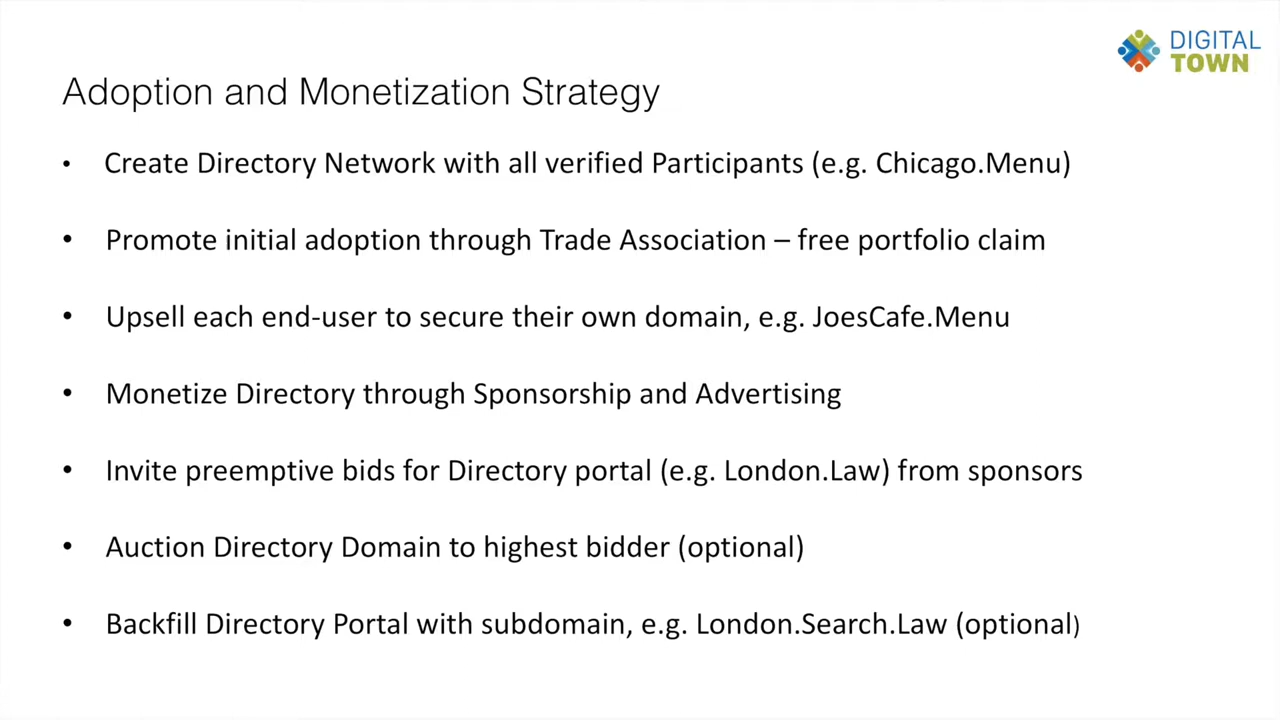 DIGITAL
TOWN
Adoption and Monetization Strategy
• Create Directory Network with all verified Participants (e.g. Chicago.Menu)
• Promote initial adoption through Trade Association – free portfolio claim
• Upsell each end-user to secure their own domain, e.g. JoesCafe.Menu
• Monetize Directory through Sponsorship and Advertising
• Invite preemptive bids for Directory portal (e.g. London.Law) from sponsors
• Auction Directory Domain to highest bidder (optional)
• Backfill Directory Portal with subdomain, e.g. London.Search.Law (optional)